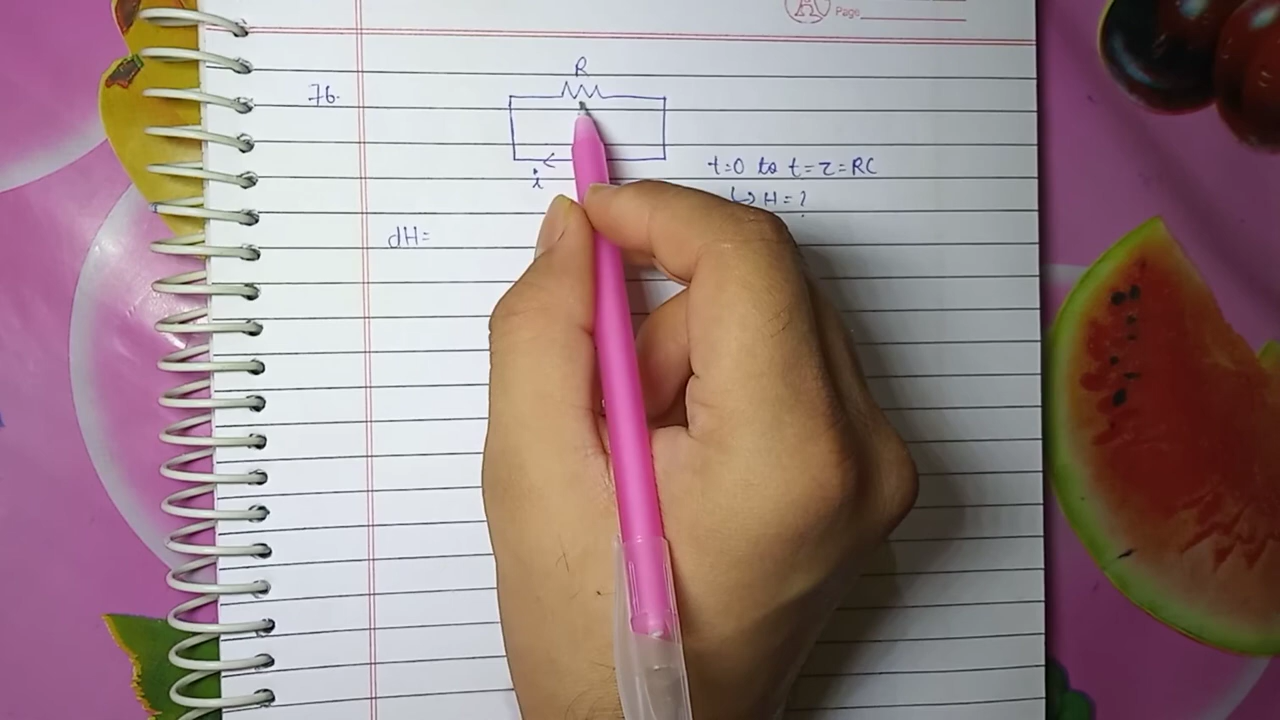 Page
R
76.
i
t=0 to t=τ=RC
↳ H=?
dH=